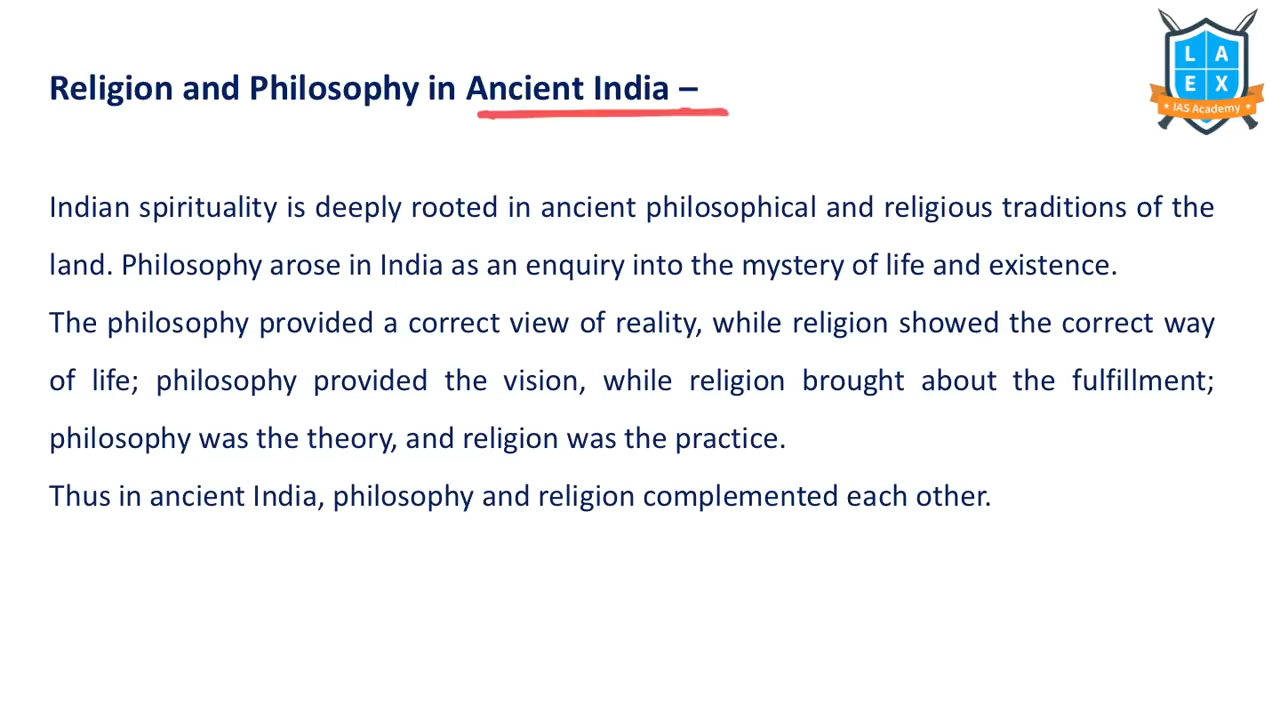 Religion and Philosophy in Ancient India –
L A
E X
IAS Academy
Indian spirituality is deeply rooted in ancient philosophical and religious traditions of the
land. Philosophy arose in India as an enquiry into the mystery of life and existence.
The philosophy provided a correct view of reality, while religion showed the correct way
of life; philosophy provided the vision, while religion brought about the fulfillment;
philosophy was the theory, and religion was the practice.
Thus in ancient India, philosophy and religion complemented each other.